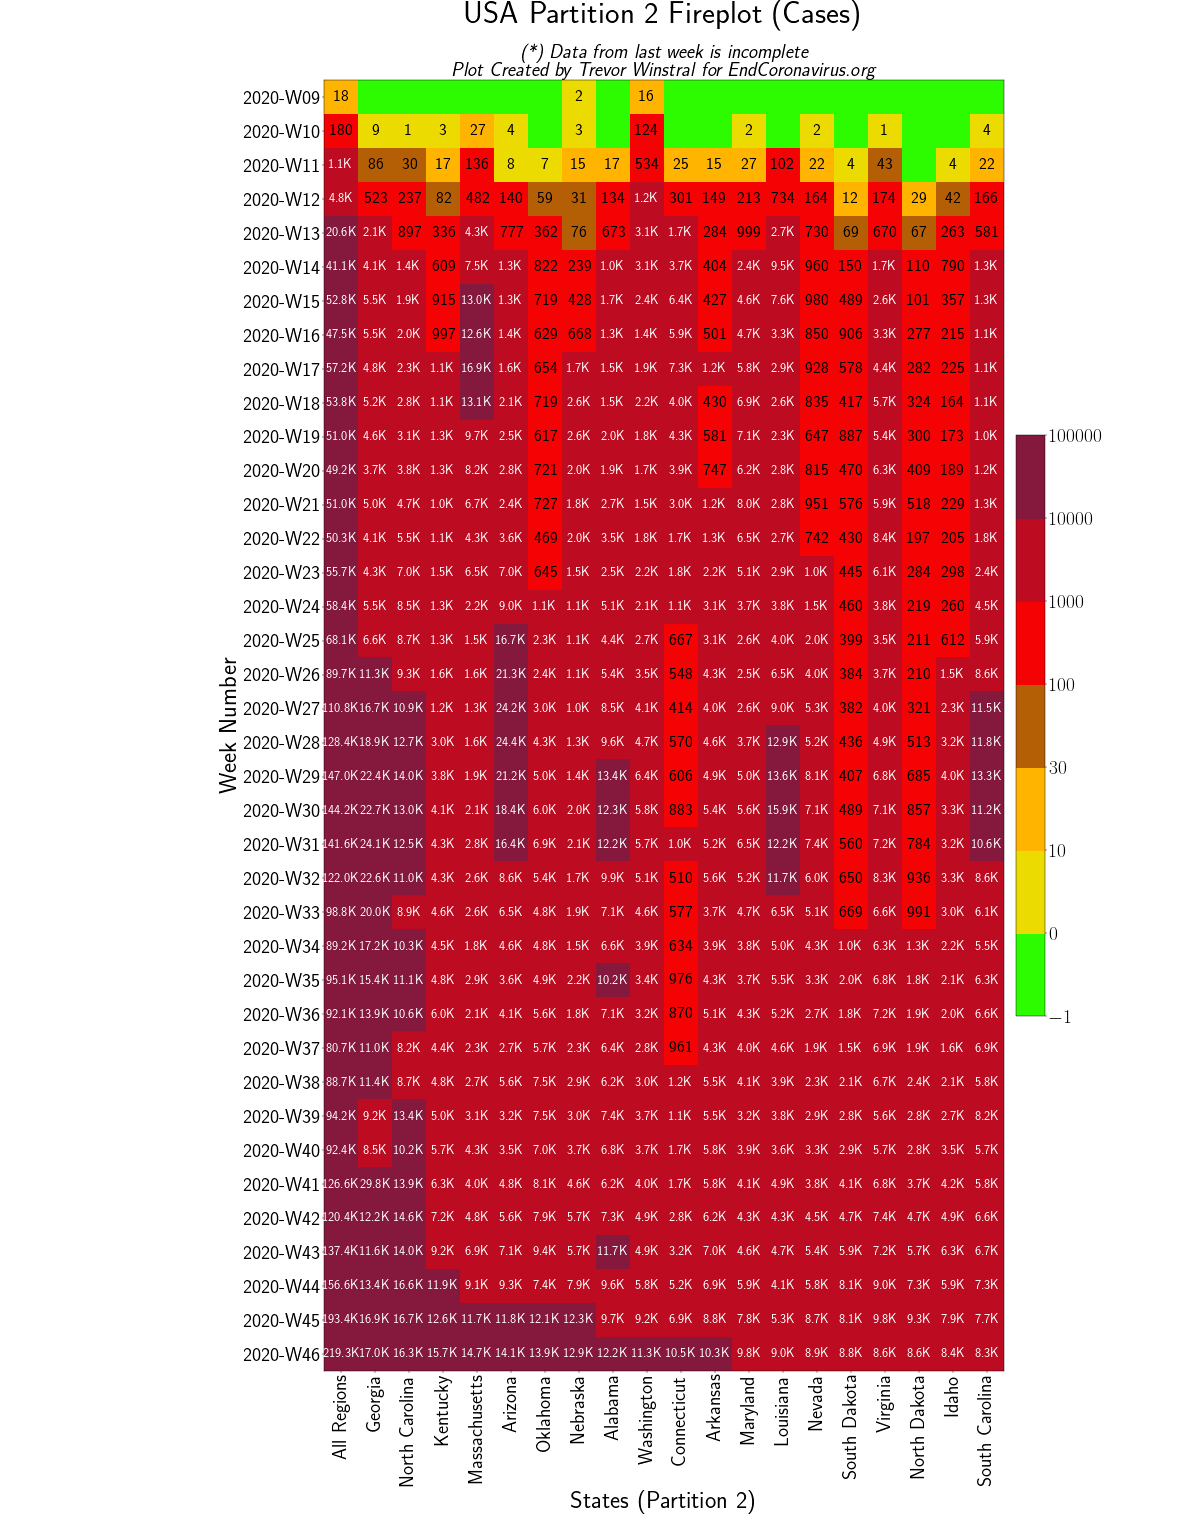 USA Partition 2 Fireplot (Cases)
(*) Data from last week is incomplete
Plot Created by Trevor Winstral for EndCoronavirus.org
2020-W09 18 2 16
2020-W10 180 9 1 3 27 4 3 124 2 2 1 4
2020-W11 1.1K 86 30 17 136 8 7 15 17 534 25 15 27 102 22 4 43 4 22
2020-W12 4.8K 523 237 82 482 140 59 31 134 1.2K 301 149 213 734 164 12 174 29 42 166
2020-W13 20.6K 2.1K 897 336 4.3K 777 362 76 673 3.1K 1.7K 284 999 2.7K 730 69 670 67 263 581
2020-W14 41.1K 4.1K 1.4K 609 7.5K 1.3K 822 239 1.0K 3.1K 3.7K 404 2.4K 9.5K 960 150 1.7K 110 790 1.3K
2020-W15 52.8K 5.5K 1.9K 915 13.0K 1.3K 719 428 1.7K 2.4K 6.4K 427 4.6K 7.6K 980 489 2.6K 101 357 1.3K
2020-W16 47.5K 5.5K 2.0K 997 12.6K 1.4K 629 668 1.3K 1.4K 5.9K 501 4.7K 3.3K 850 906 3.3K 277 215 1.1K
2020-W17 57.2K 4.8K 2.3K 1.1K 16.9K 1.6K 654 1.7K 1.5K 1.9K 7.3K 1.2K 5.8K 2.9K 928 578 4.4K 282 225 1.1K
2020-W18 53.8K 5.2K 2.8K 1.1K 13.1K 2.1K 719 2.6K 1.5K 2.2K 4.0K 430 6.9K 2.6K 835 417 5.7K 324 164 1.1K
2020-W19 51.0K 4.6K 3.1K 1.3K 9.7K 2.5K 617 2.6K 2.0K 1.8K 4.3K 581 7.1K 2.3K 647 887 5.4K 300 173 1.0K
2020-W20 49.2K 3.7K 3.8K 1.3K 8.2K 2.8K 721 2.0K 1.9K 1.7K 3.9K 747 6.2K 2.8K 815 470 6.3K 409 189 1.2K
2020-W21 51.0K 5.0K 4.7K 1.0K 6.7K 2.4K 727 1.8K 2.7K 1.5K 3.0K 1.2K 8.0K 2.8K 951 576 5.9K 518 229 1.3K
2020-W22 50.3K 4.1K 5.5K 1.1K 4.3K 3.6K 469 2.0K 3.5K 1.8K 1.7K 1.3K 6.5K 2.7K 742 430 8.4K 197 205 1.8K
2020-W23 55.7K 4.3K 7.0K 1.5K 6.5K 7.0K 645 1.5K 2.5K 2.2K 1.8K 2.2K 5.1K 2.9K 1.0K 445 6.1K 284 298 2.4K
2020-W24 58.4K 5.5K 8.5K 1.3K 2.2K 9.0K 1.1K 1.1K 5.1K 2.1K 1.1K 3.1K 3.7K 3.8K 1.5K 460 3.8K 219 260 4.5K
2020-W25 68.1K 6.6K 8.7K 1.3K 1.5K 16.7K 2.3K 1.1K 4.4K 2.7K 667 3.1K 2.6K 4.0K 2.0K 399 3.5K 211 612 5.9K
2020-W26 89.7K 11.3K 9.3K 1.6K 1.6K 21.3K 2.4K 1.1K 5.4K 3.5K 548 4.3K 2.5K 6.5K 4.0K 384 3.7K 210 1.5K 8.6K
2020-W27 110.8K 16.7K 10.9K 1.2K 1.3K 24.2K 3.0K 1.0K 8.5K 4.1K 414 4.0K 2.6K 9.0K 5.3K 382 4.0K 321 2.3K 11.5K
2020-W28 128.4K 18.9K 12.7K 3.0K 1.6K 24.4K 4.3K 1.3K 9.6K 4.7K 570 4.6K 3.7K 12.9K 5.2K 436 4.9K 513 3.2K 11.8K
2020-W29 147.0K 22.4K 14.0K 3.8K 1.9K 21.2K 5.0K 1.4K 13.4K 6.4K 606 4.9K 5.0K 13.6K 8.1K 407 6.8K 685 4.0K 13.3K
2020-W30 144.2K 22.7K 13.0K 4.1K 2.1K 18.4K 6.0K 2.0K 12.3K 5.8K 883 5.4K 5.6K 15.9K 7.1K 489 7.1K 857 3.3K 11.2K
2020-W31 141.6K 24.1K 12.5K 4.3K 2.8K 16.4K 6.9K 2.1K 12.2K 5.7K 1.0K 5.2K 6.5K 12.2K 7.4K 560 7.2K 784 3.2K 10.6K
2020-W32 122.0K 22.6K 11.0K 4.3K 2.6K 8.6K 5.4K 1.7K 9.9K 5.1K 510 5.6K 5.2K 11.7K 6.0K 650 8.3K 936 3.3K 8.6K
2020-W33 98.8K 20.0K 8.9K 4.6K 2.6K 6.5K 4.8K 1.9K 7.1K 4.6K 577 3.7K 4.7K 6.5K 5.1K 669 6.6K 991 3.0K 6.1K
2020-W34 89.2K 17.2K 10.3K 4.5K 1.8K 4.6K 4.8K 1.5K 6.6K 3.9K 634 3.9K 3.8K 5.0K 4.3K 1.0K 6.3K 1.3K 2.2K 5.5K
2020-W35 95.1K 15.4K 11.1K 4.8K 2.9K 3.6K 4.9K 2.2K 10.2K 3.4K 976 4.3K 3.7K 5.5K 3.3K 2.0K 6.8K 1.8K 2.1K 6.3K
2020-W36 92.1K 13.9K 10.6K 6.0K 2.1K 4.1K 5.6K 1.8K 7.1K 3.2K 870 5.1K 4.3K 5.2K 2.7K 1.8K 7.2K 1.9K 2.0K 6.6K
2020-W37 80.7K 11.0K 8.2K 4.4K 2.3K 2.7K 5.7K 2.3K 6.4K 2.8K 961 4.3K 4.0K 4.6K 1.9K 1.5K 6.9K 1.9K 1.6K 6.9K
2020-W38 88.7K 11.4K 8.7K 4.8K 2.7K 5.6K 7.5K 2.9K 6.2K 3.0K 1.2K 5.5K 4.1K 3.9K 2.3K 2.1K 6.7K 2.4K 2.1K 5.8K
2020-W39 94.2K 9.2K 13.4K 5.0K 3.1K 3.2K 7.5K 3.0K 7.4K 3.7K 1.1K 5.5K 3.2K 3.8K 2.9K 2.8K 5.6K 2.8K 2.7K 8.2K
2020-W40 92.4K 8.5K 10.2K 5.7K 4.3K 3.5K 7.0K 3.7K 6.8K 3.7K 1.7K 5.8K 3.9K 3.6K 3.3K 2.9K 5.7K 2.8K 3.5K 5.7K
2020-W41 126.6K 29.8K 13.9K 6.3K 4.0K 4.8K 8.1K 4.6K 6.2K 4.0K 1.7K 5.8K 4.1K 4.9K 3.8K 4.1K 6.8K 3.7K 4.2K 5.8K
2020-W42 120.4K 12.2K 14.6K 7.2K 4.8K 5.6K 7.9K 5.7K 7.3K 4.9K 2.8K 6.2K 4.3K 4.3K 4.5K 4.7K 7.4K 4.7K 4.9K 6.6K
2020-W43 137.4K 11.6K 14.0K 9.2K 6.9K 7.1K 9.4K 5.7K 11.7K 4.9K 3.2K 7.0K 4.6K 4.7K 5.4K 5.9K 7.2K 5.7K 6.3K 6.7K
2020-W44 156.6K 13.4K 16.6K 11.9K 9.1K 9.3K 7.4K 7.9K 9.6K 5.8K 5.2K 6.9K 5.9K 4.1K 5.8K 8.1K 9.0K 7.3K 5.9K 7.3K
2020-W45 193.4K 16.9K 16.7K 12.6K 11.7K 11.8K 12.1K 12.3K 9.7K 9.2K 6.9K 8.8K 7.8K 5.3K 8.7K 8.1K 9.8K 9.3K 7.9K 7.7K
2020-W46 219.3K 17.0K 16.3K 15.7K 14.7K 14.1K 13.9K 12.9K 12.2K 11.3K 10.5K 10.3K 9.8K 9.0K 8.9K 8.8K 8.6K 8.6K 8.4K 8.3K
Week Number
All Regions
Georgia
North Carolina
Kentucky
Massachusetts
Arizona
Oklahoma
Nebraska
Alabama
Washington
Connecticut
Arkansas
Maryland
Louisiana
Nevada
South Dakota
Virginia
North Dakota
Idaho
South Carolina
States (Partition 2)
100000
10000
1000
100
30
10
0
−1